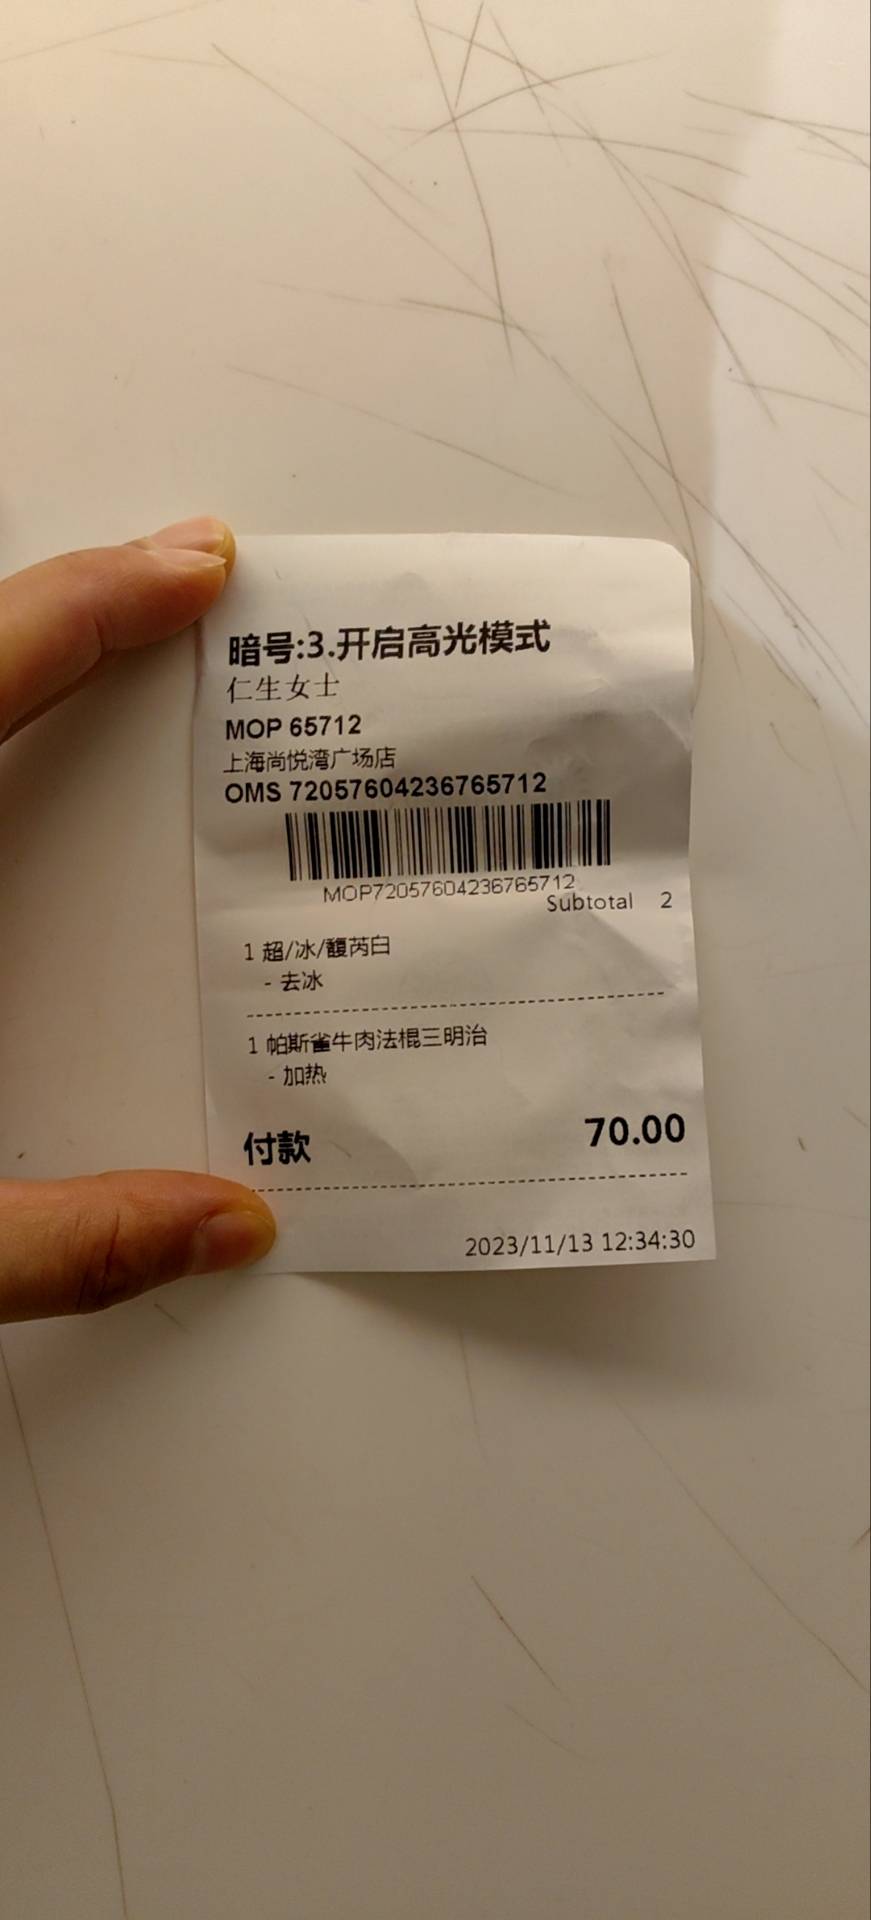 暗号:3.开启高光模式
仁生女士
MOP 65712
上海尚悦湾广场店
OMS 72057604236765712
MOP72057604236765712
Subtotal 2
1 超/冰/馥芮白
- 去冰
1 帕斯雀牛肉法棍三明治
- 加热
付款 70.00
2023/11/13 12:34:30